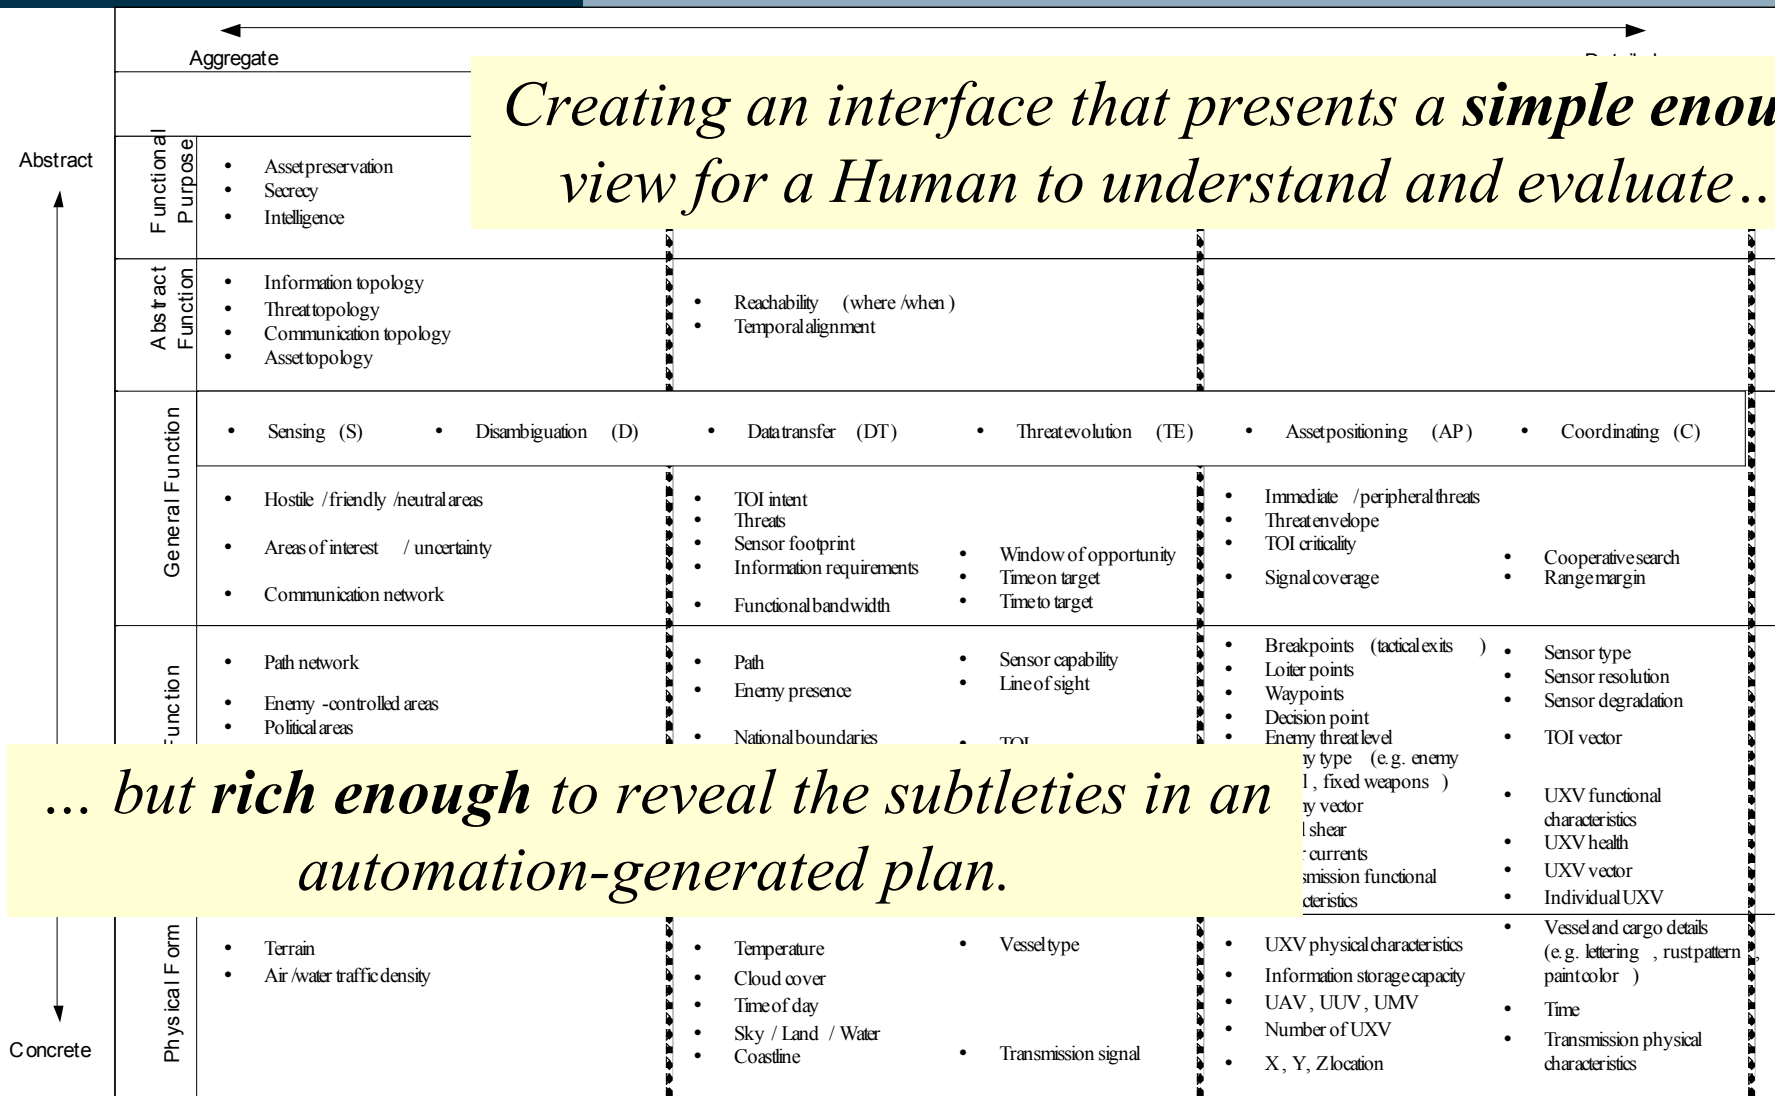 Aggregate
Creating an interface that presents a simple enou
view for a Human to understand and evaluate…
Abstract
Functional Purpose
• Asset preservation
• Secrecy
• Intelligence
Abstract Function
• Information topology
• Threat topology
• Communication topology
• Asset topology
• Reachability (where /when )
• Temporal alignment
General Function
• Sensing (S) • Disambiguation (D) • Data transfer (DT) • Threat evolution (TE) • Asset positioning (AP) • Coordinating (C)
• Hostile / friendly / neutral areas
• Areas of interest / uncertainty
• Communication network
• TOI intent
• Threats
• Sensor footprint
• Information requirements
• Functional bandwidth
• Window of opportunity
• Time on target
• Time to target
• Immediate / peripheral threats
• Threat envelope
• TOI criticality
• Signal coverage
• Cooperative search
• Range margin
Function
• Path network
• Enemy -controlled areas
• Political areas
• Path
• Enemy presence
• National boundaries
• Sensor capability
• Line of sight
• TOI
• Breakpoints (tactical exits )
• Loiter points
• Waypoints
• Decision point
• Enemy threat level
type (e.g. enemy
, fixed weapons )
vector
shear
currents
functional
• Sensor type
• Sensor resolution
• Sensor degradation
• TOI vector
• UXV functional
characteristics
• UXV health
• UXV vector
• Individual UXV
... but rich enough to reveal the subtleties in an
automation-generated plan.
Physical Form
• Terrain
• Air /water traffic density
• Temperature
• Cloud cover
• Time of day
• Sky / Land / Water
• Coastline
• Vessel type
• Transmission signal
• UXV physical characteristics
• Information storage capacity
• UAV , UUV , UMV
• Number of UXV
• X , Y, Z location
• Vessel and cargo details
(e.g. lettering , rust pattern ,
paint color )
• Time
• Transmission physical
characteristics
Concrete